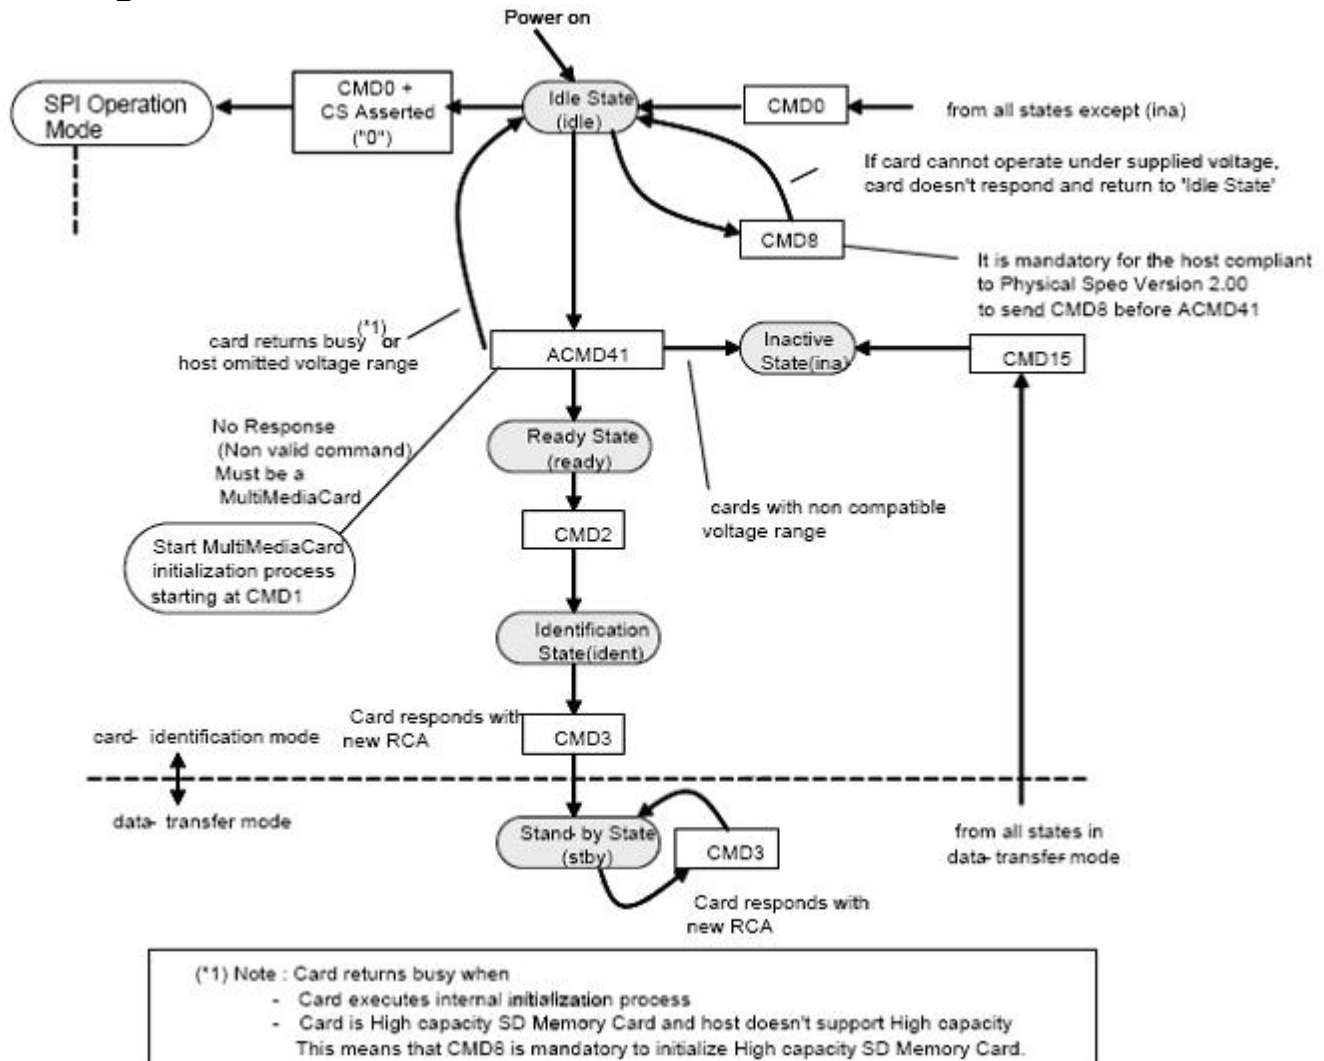 Power on
SPI Operation
Mode
CMD0 +
CS Asserted
("0")
Idle State
(idle)
CMD0
from all states except (ina)
If card cannot operate under supplied voltage,
card doesn't respond and return to 'Idle State'
CMD8
It is mandatory for the host compliant
to Physical Spec Version 2.00
to send CMD8 before ACMD41
card returns busy (*1) or
host omitted voltage range
ACMD41
Inactive
State(ina)
CMD15
No Response
(Non valid command)
Must be a
MultiMediaCard
Ready State
(ready)
cards with non compatible
voltage range
CMD2
Start MultiMediaCard
initialization process
starting at CMD1
Identification
State(ident)
Card responds with
new RCA
CMD3
card- identification mode
data- transfer mode
Stand- by State
(stby)
CMD3
from all states in
data- transfer mode
Card responds with
new RCA
(*1) Note : Card returns busy when
- Card executes internal initialization process
- Card is High capacity SD Memory Card and host doesn't support High capacity
This means that CMD8 is mandatory to initialize High capacity SD Memory Card.